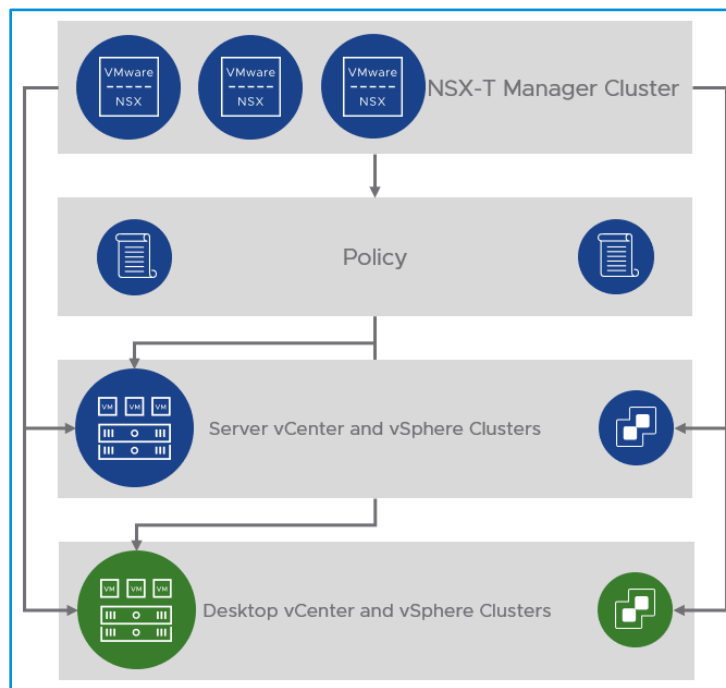 VMware
NSX
VMware
NSX
VMware
NSX
NSX-T Manager Cluster
Policy
VM VM VM
Server vCenter and vSphere Clusters
VM VM VM
Desktop vCenter and vSphere Clusters